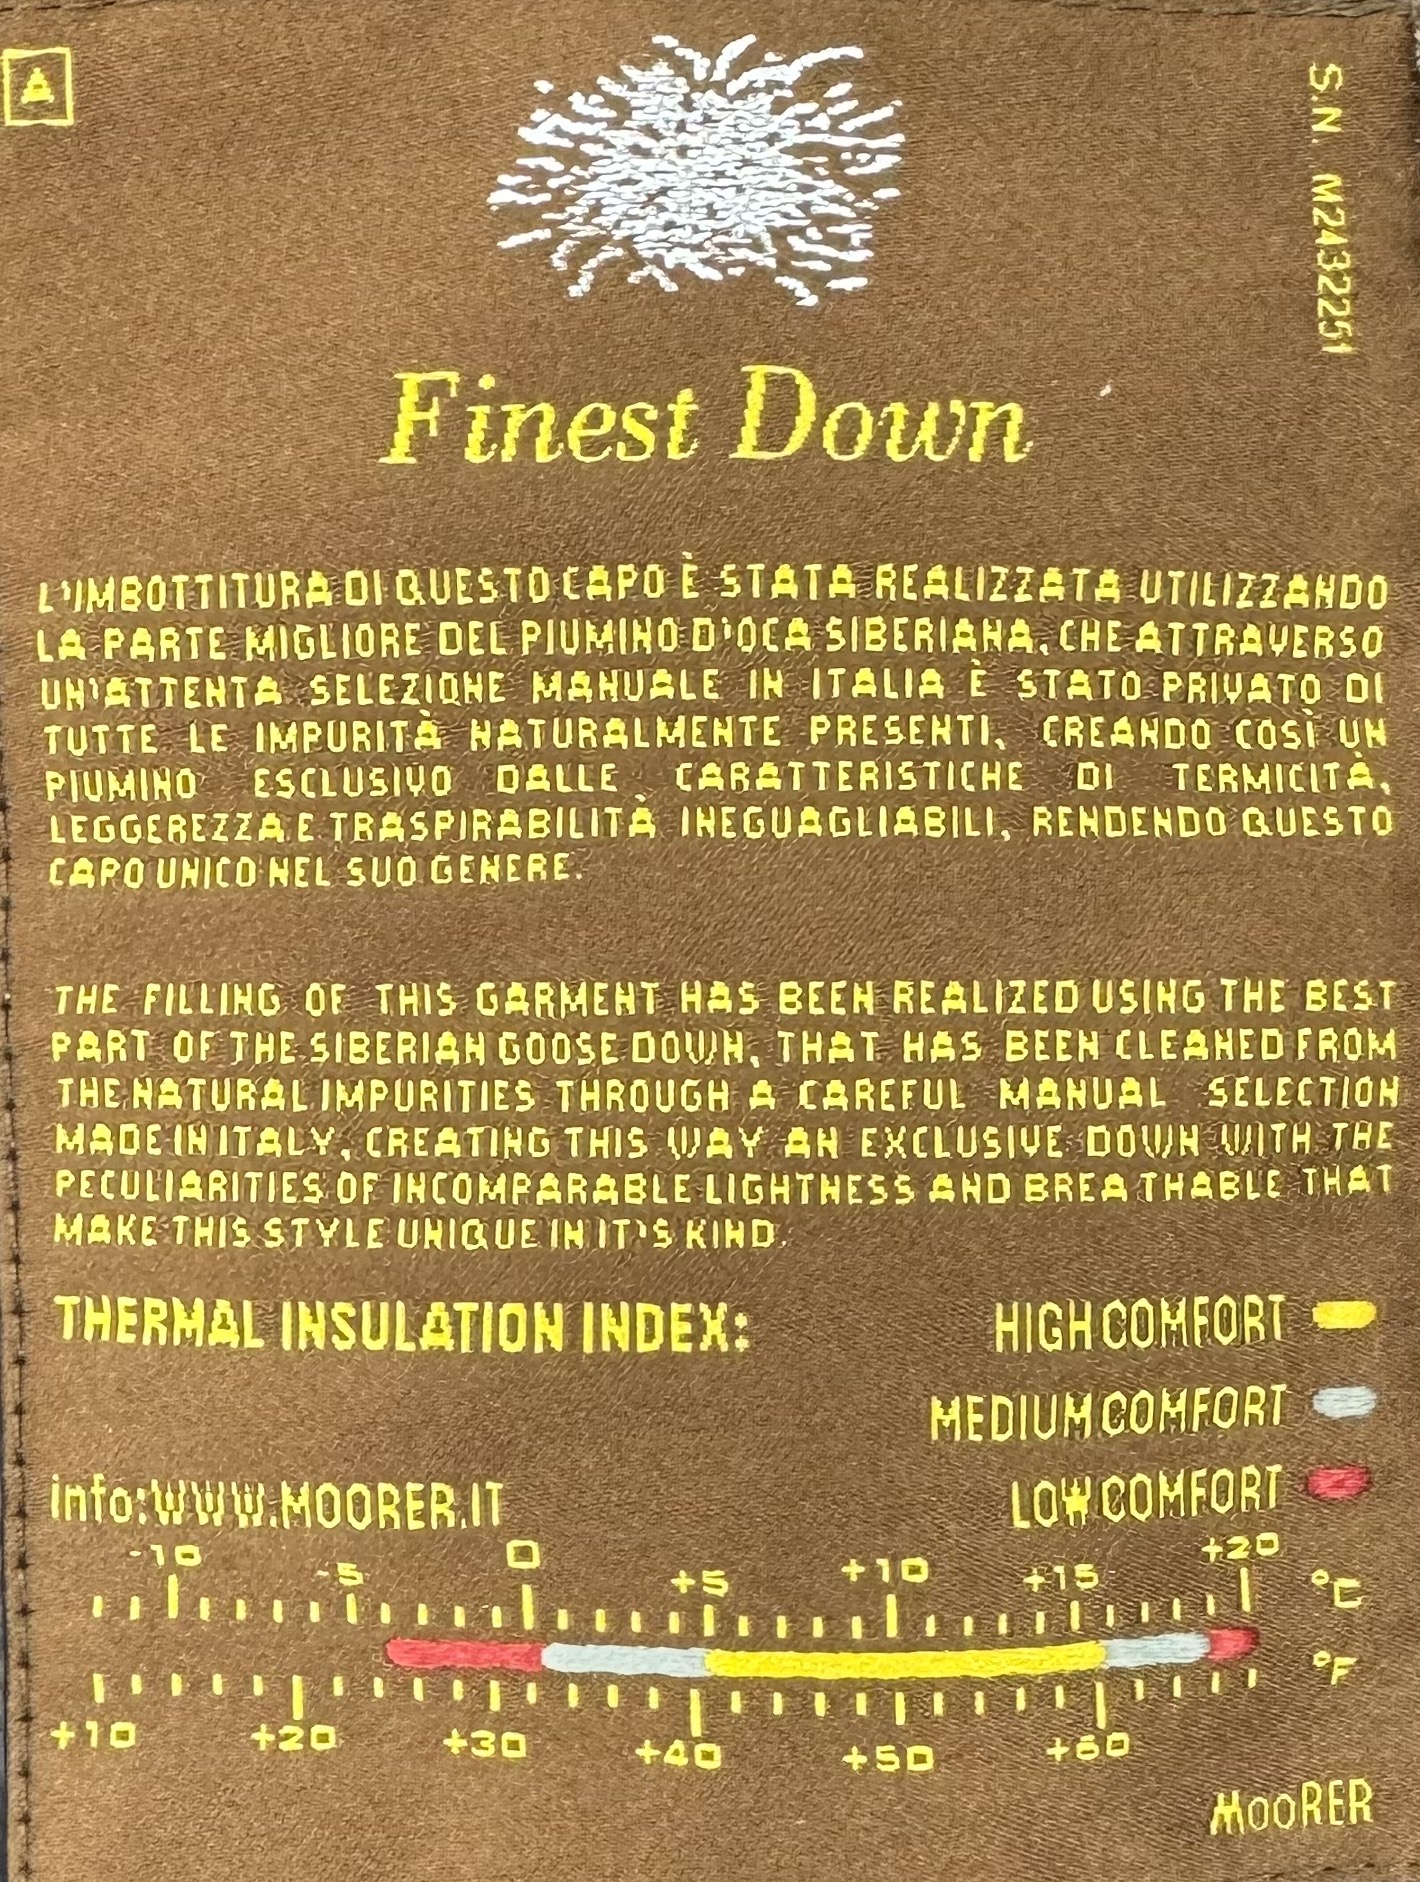 A
S.N. M2432251
Finest Down
L'IMBOTTITURA DI QUESTO CAPO È STATA REALIZZATA UTILIZZANDO
LA PARTE MIGLIORE DEL PIUMINO D'OCA SIBERIANA, CHE ATTRAVERSO
UN'ATTENTA SELEZIONE MANUALE IN ITALIA È STATO PRIVATO DI
TUTTE LE IMPURITÀ NATURALMENTE PRESENTI, CREANDO COSÌ UN
PIUMINO ESCLUSIVO DALLE CARATTERISTICHE DI TERMICITÀ,
LEGGEREZZA E TRASPIRABILITÀ INEGUAGLIABILI, RENDENDO QUESTO
CAPO UNICO NEL SUO GENERE.
THE FILLING OF THIS GARMENT HAS BEEN REALIZED USING THE BEST
PART OF THE SIBERIAN GOOSE DOWN, THAT HAS BEEN CLEANED FROM
THE NATURAL IMPURITIES THROUGH A CAREFUL MANUAL SELECTION
MADE IN ITALY, CREATING THIS WAY AN EXCLUSIVE DOWN WITH THE
PECULIARITIES OF INCOMPARABLE LIGHTNESS AND BREATHABLE THAT
MAKE THIS STYLE UNIQUE IN IT'S KIND.
THERMAL INSULATION INDEX:
HIGH COMFORT
MEDIUM COMFORT
LOW COMFORT
info:WWW.MOORER.IT
-10 -5 0 +5 +10 +15 +20 °C
°F
+10 +20 +30 +40 +50 +60
MOORER